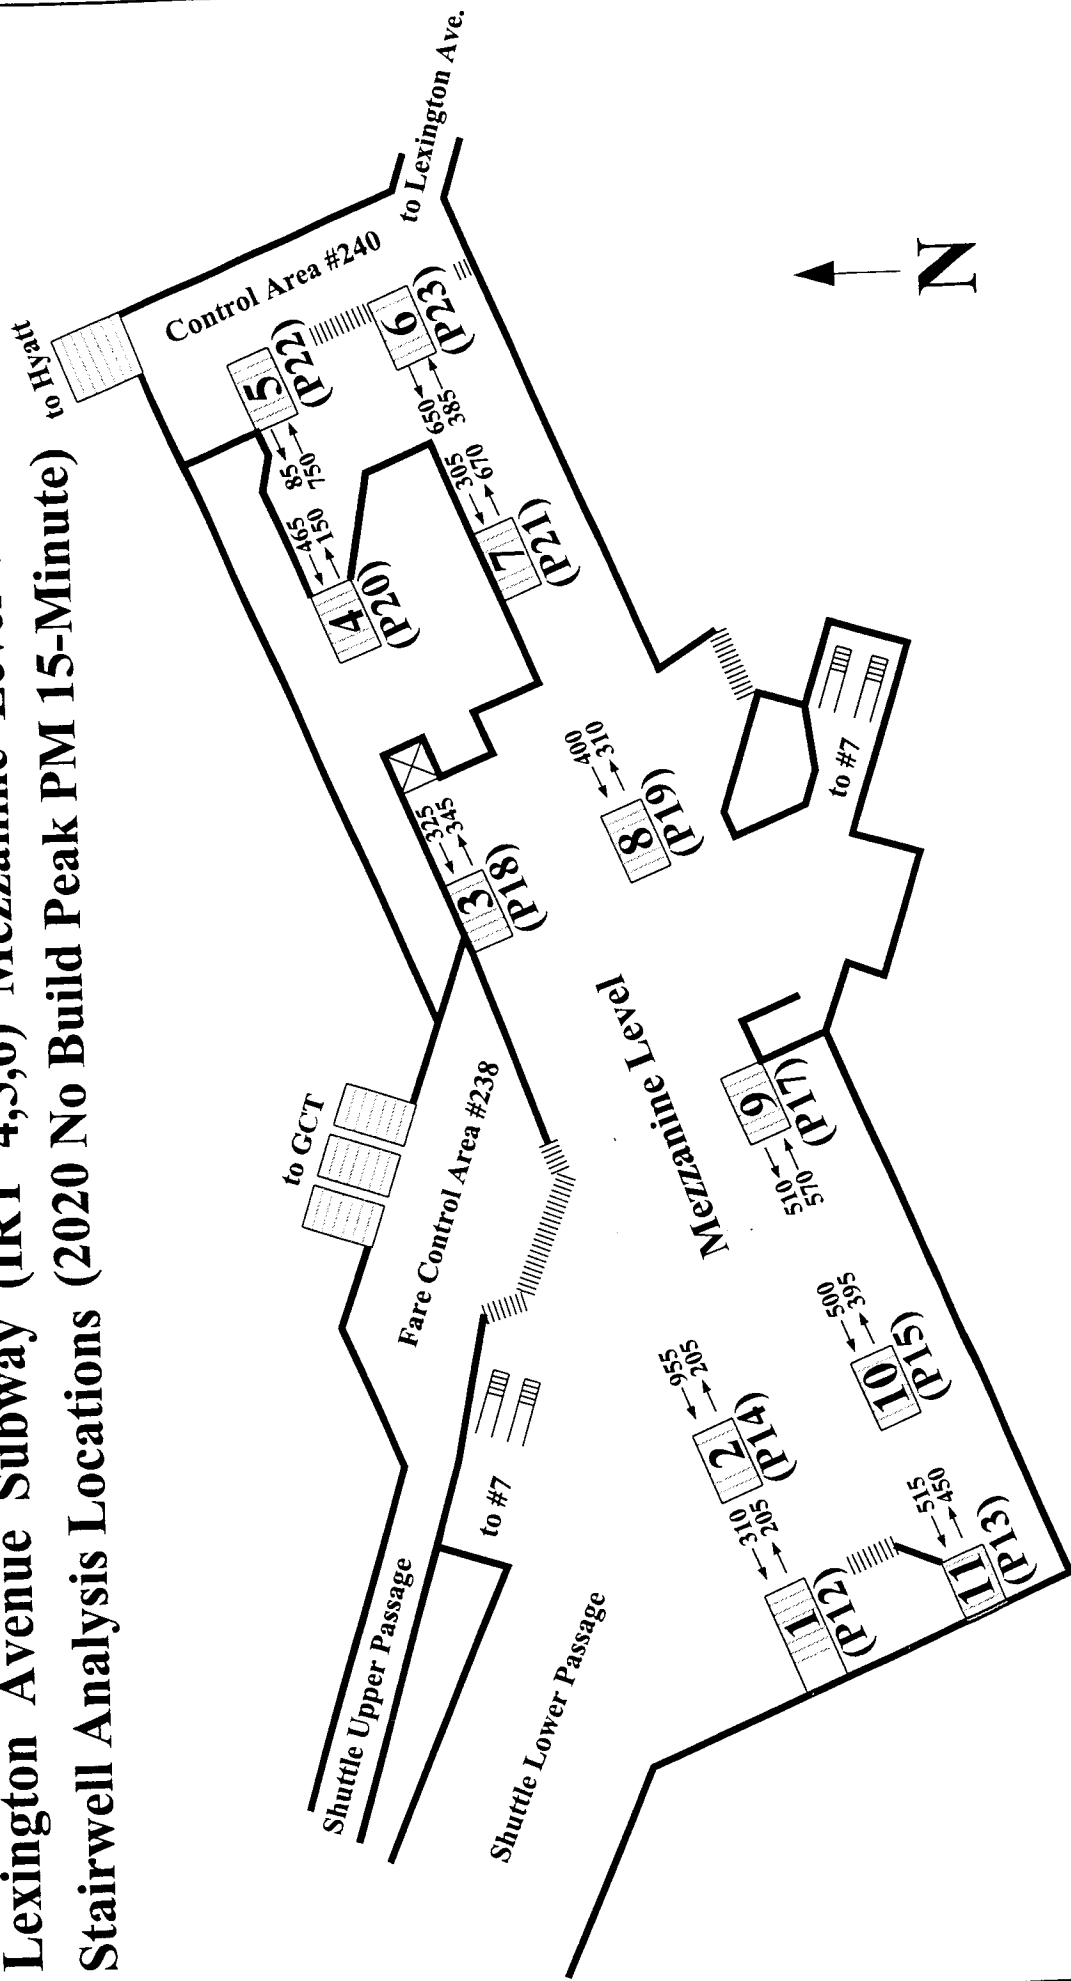 Lexington Avenue Subway (IRT 4,5,6) Mezzanine Level
Stairwell Analysis Locations (2020 No Build Peak PM 15-Minute)
to Hyatt
Control Area #240
to Lexington Ave.
5
(P22)
85
750
6
(P23)
650
385
465
150
4
(P20)
305
670
7
(P21)
325
345
3
(P18)
400
310
8
(P19)
to #7
N
to GCT
Fare Control Area #238
Mezzanine Level
9
(P17)
510
570
500
395
10
(P15)
955
205
2
(P14)
310
205
1
(P12)
515
450
11
(P13)
to #7
Shuttle Upper Passage
Shuttle Lower Passage